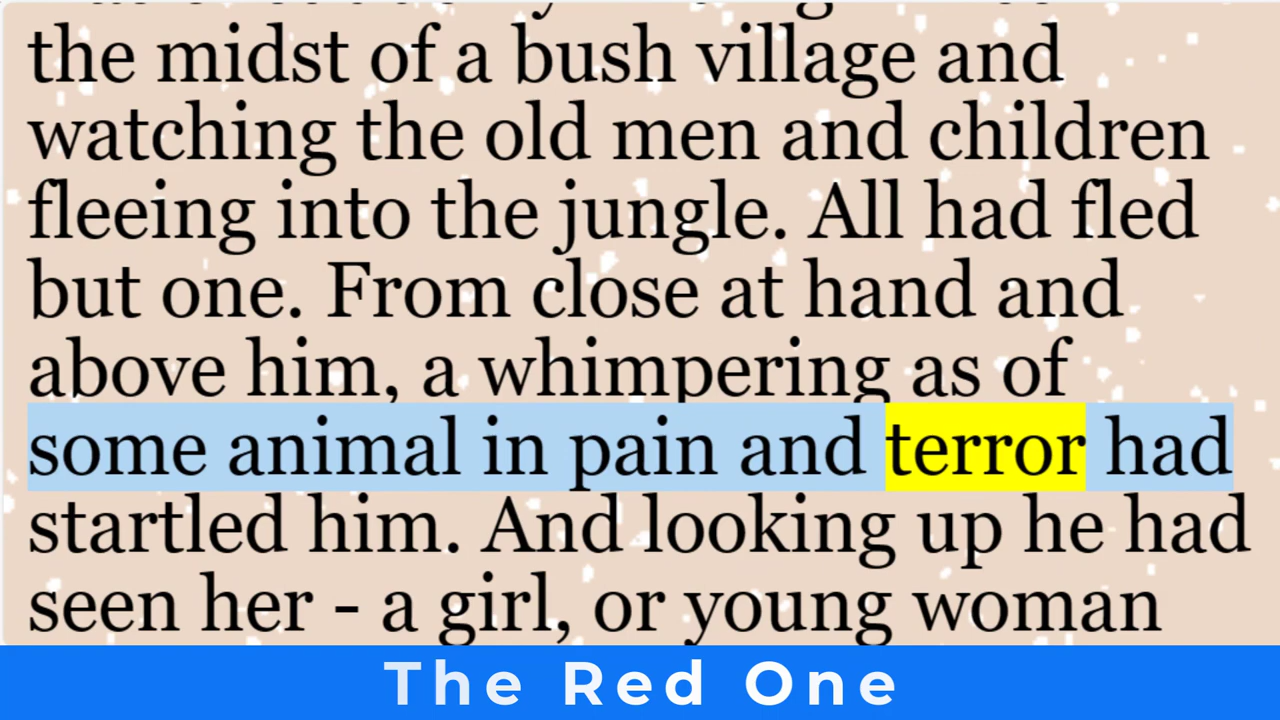 the midst of a bush village and
watching the old men and children
fleeing into the jungle. All had fled
but one. From close at hand and
above him, a whimpering as of
some animal in pain and terror had
startled him. And looking up he had
seen her - a girl, or young woman
The Red One